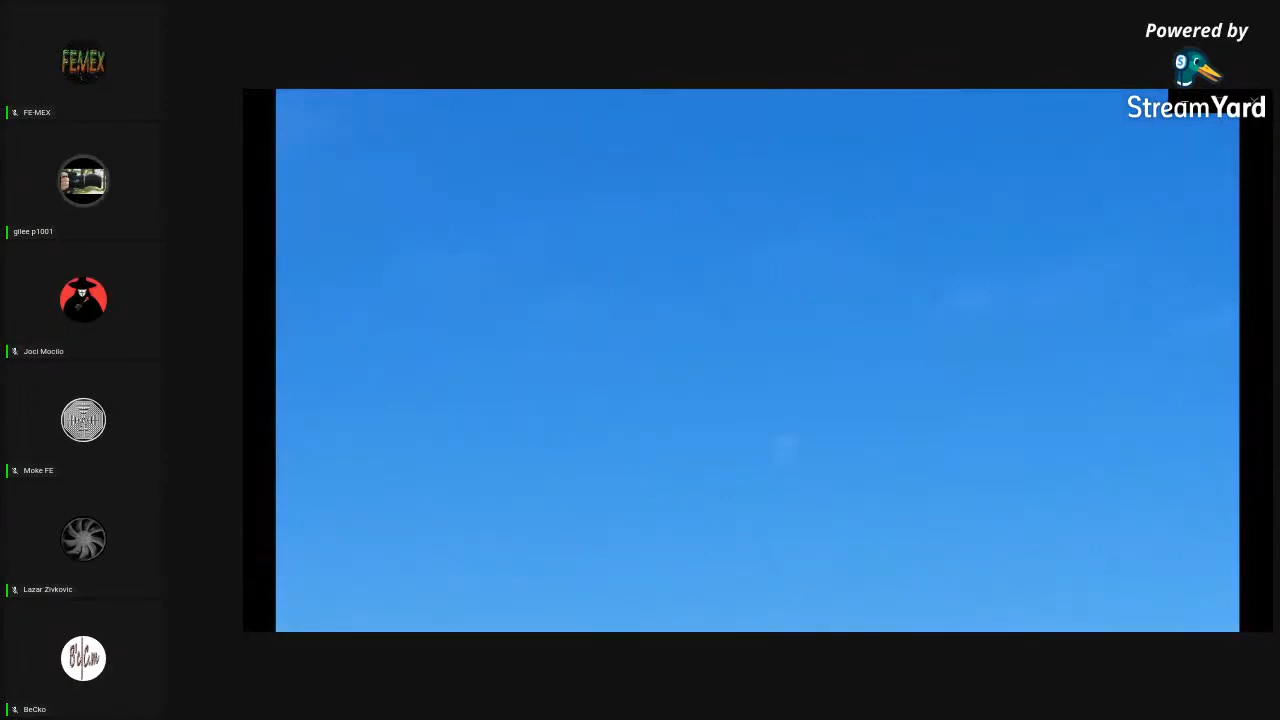 Powered by
StreamYard
FEMEX
FE-MEX
gilee p1001
Joci Mocilo
Moke FE
Lazar Zivkovic
BeCko